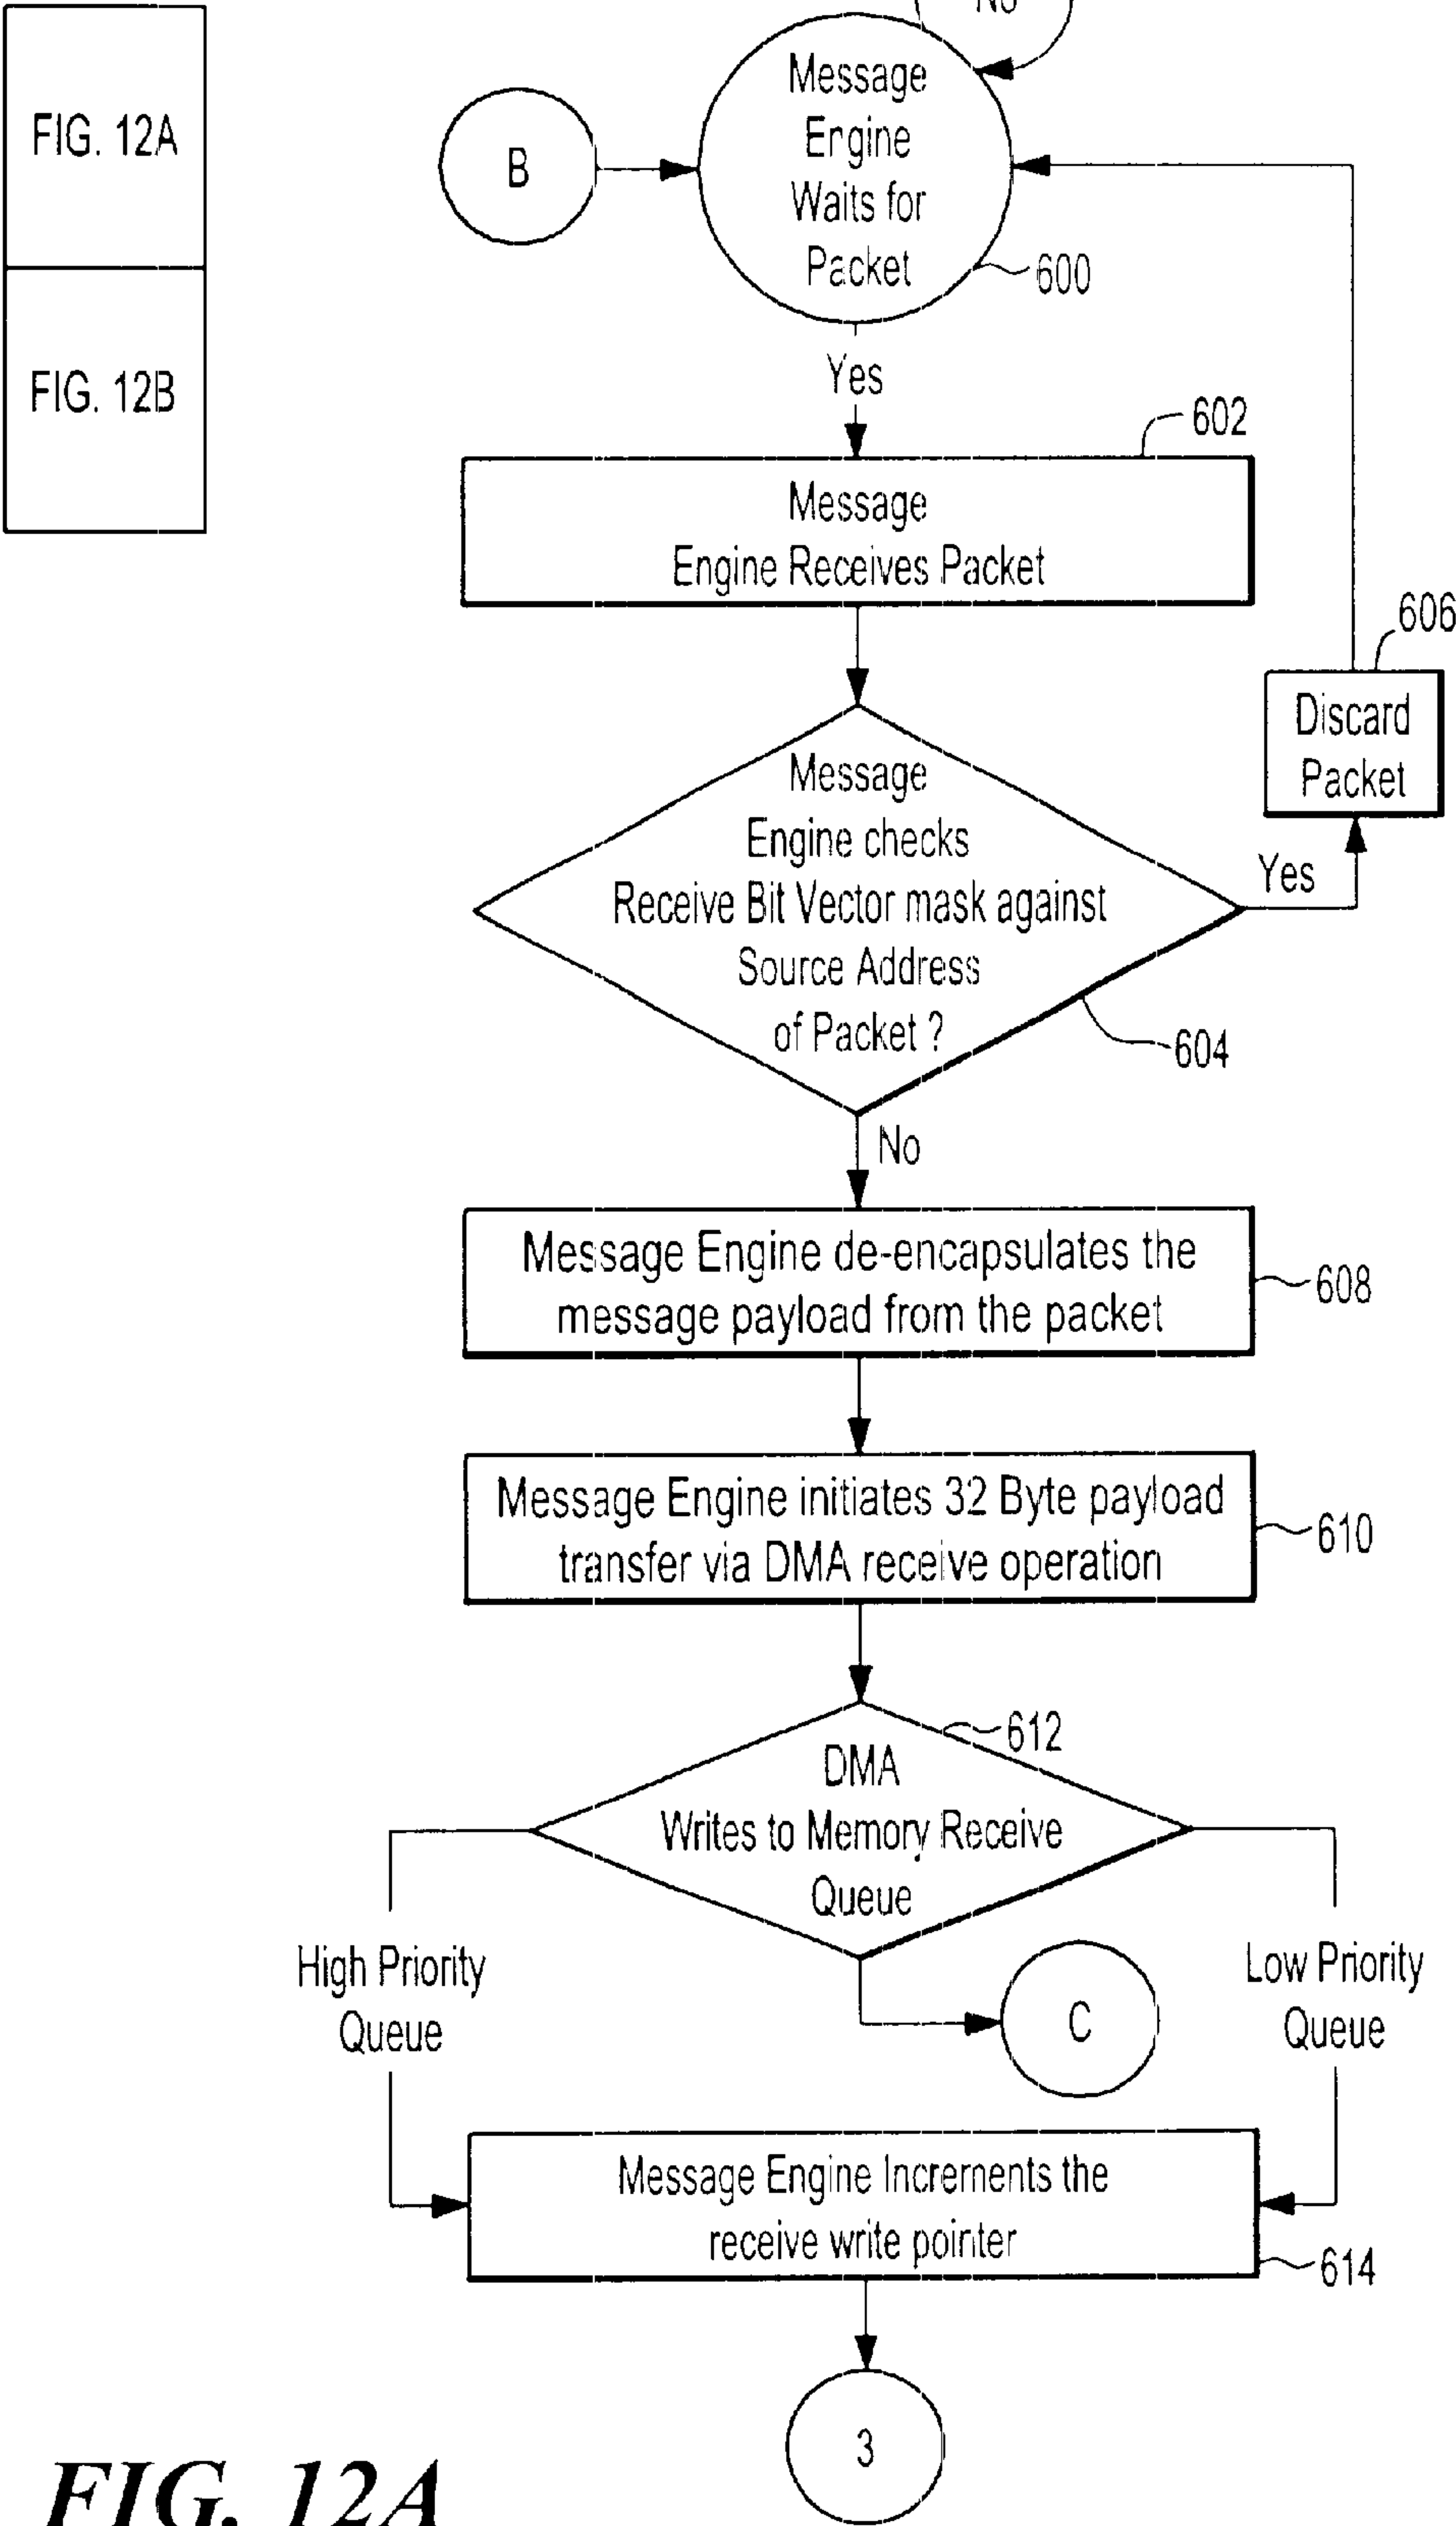 FIG. 12A
FIG. 12B
No
B
Message
Engine
Waits for
Packet
600
Yes
602
Message
Engine Receives Packet
606
Discard
Packet
Message
Engine checks
Receive Bit Vector mask against
Source Address
of Packet ?
Yes
604
No
Message Engine de-encapsulates the
message payload from the packet
608
Message Engine initiates 32 Byte payload
transfer via DMA receive operation
610
612
DMA
Writes to Memory Receive
Queue
High Priority
Queue
Low Priority
Queue
C
Message Engine Increments the
receive write pointer
614
3
FIG. 12A